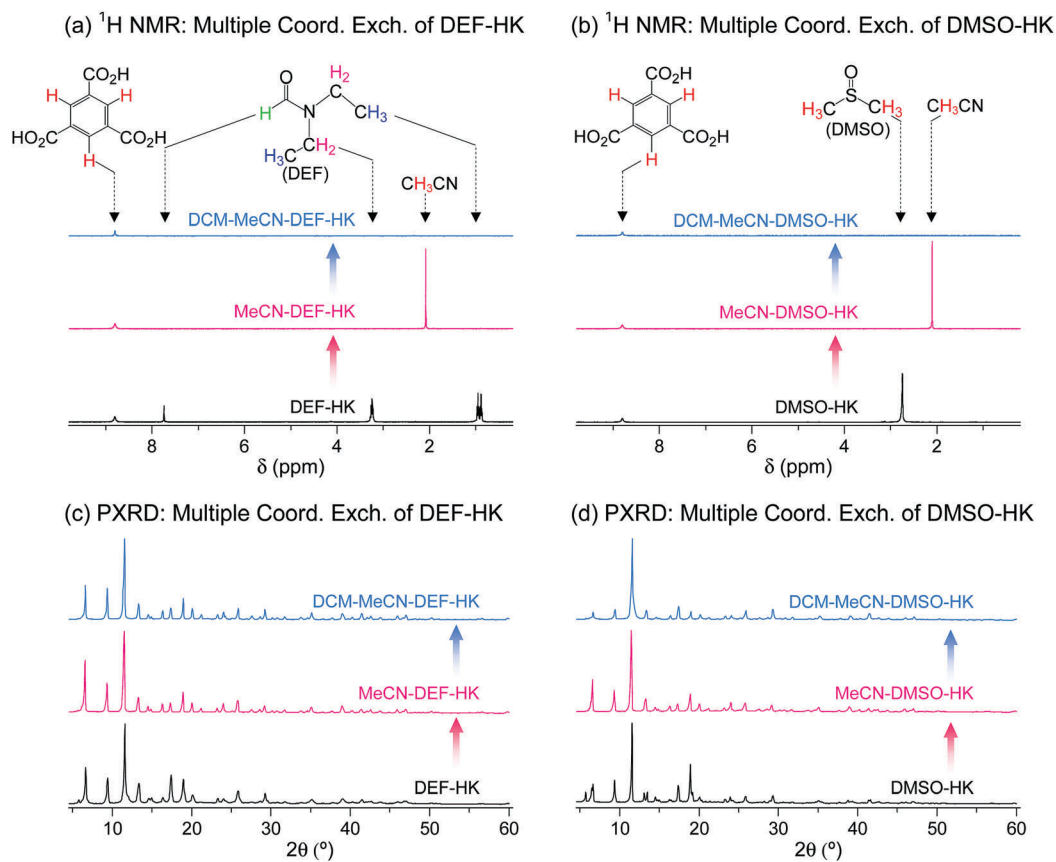 (a) ¹H NMR: Multiple Coord. Exch. of DEF-HK
CO₂H
H
H
HO₂C
CO₂H
H
O
H
N
H₂
C
C
H₃
H₃C
C
H₂
(DEF)
CH₃CN
DCM-MeCN-DEF-HK
MeCN-DEF-HK
DEF-HK
8
6
4
2
δ (ppm)
(b) ¹H NMR: Multiple Coord. Exch. of DMSO-HK
CO₂H
H
H
HO₂C
CO₂H
H
O
S
H₃C
CH₃
(DMSO)
CH₃CN
DCM-MeCN-DMSO-HK
MeCN-DMSO-HK
DMSO-HK
8
6
4
2
δ (ppm)
(c) PXRD: Multiple Coord. Exch. of DEF-HK
DCM-MeCN-DEF-HK
MeCN-DEF-HK
DEF-HK
10 20 30 40 50 60
2θ (º)
(d) PXRD: Multiple Coord. Exch. of DMSO-HK
DCM-MeCN-DMSO-HK
MeCN-DMSO-HK
DMSO-HK
10 20 30 40 50 60
2θ (º)